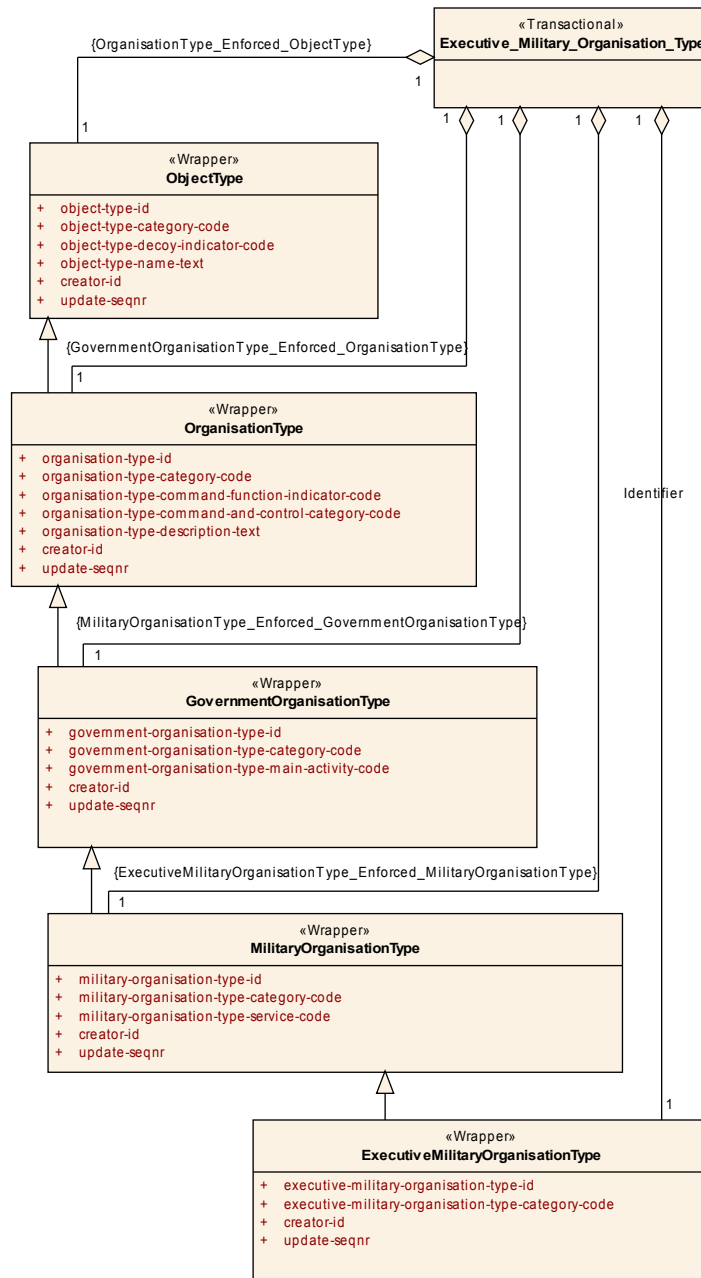 «Transactional»
Executive_Military_Organisation_Type
{OrganisationType_Enforced_ObjectType}
1
1
1
1
1
1
«Wrapper»
ObjectType
+ object-type-id
+ object-type-category-code
+ object-type-decoy-indicator-code
+ object-type-name-text
+ creator-id
+ update-seqnr
{GovernmentOrganisationType_Enforced_OrganisationType}
1
«Wrapper»
OrganisationType
+ organisation-type-id
+ organisation-type-category-code
+ organisation-type-command-function-indicator-code
+ organisation-type-command-and-control-category-code
+ organisation-type-description-text
+ creator-id
+ update-seqnr
Identifier
{MilitaryOrganisationType_Enforced_GovernmentOrganisationType}
1
«Wrapper»
GovernmentOrganisationType
+ government-organisation-type-id
+ government-organisation-type-category-code
+ government-organisation-type-main-activity-code
+ creator-id
+ update-seqnr
{ExecutiveMilitaryOrganisationType_Enforced_MilitaryOrganisationType}
1
«Wrapper»
MilitaryOrganisationType
+ military-organisation-type-id
+ military-organisation-type-category-code
+ military-organisation-type-service-code
+ creator-id
+ update-seqnr
1
«Wrapper»
ExecutiveMilitaryOrganisationType
+ executive-military-organisation-type-id
+ executive-military-organisation-type-category-code
+ creator-id
+ update-seqnr